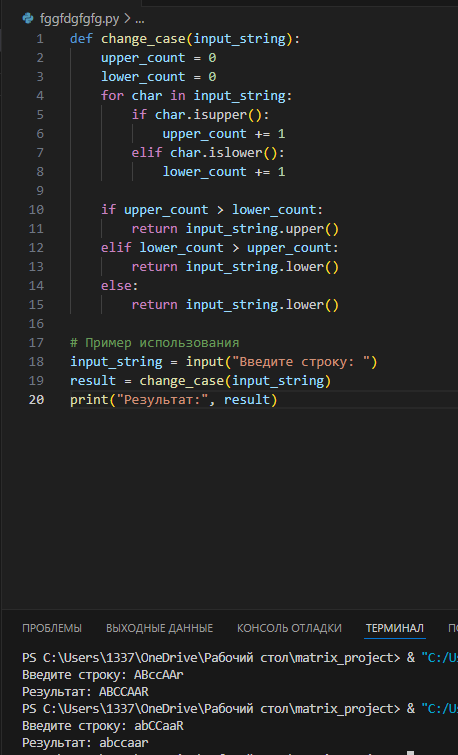 fggfdgfgfg.py > ...
1 def change_case(input_string):
2     upper_count = 0
3     lower_count = 0
4     for char in input_string:
5         if char.isupper():
6             upper_count += 1
7         elif char.islower():
8             lower_count += 1
9
10     if upper_count > lower_count:
11         return input_string.upper()
12     elif lower_count > upper_count:
13         return input_string.lower()
14     else:
15         return input_string.lower()
16
17 # Пример использования
18 input_string = input("Введите строку: ")
19 result = change_case(input_string)
20 print("Результат:", result)
ПРОБЛЕМЫ ВЫХОДНЫЕ ДАННЫЕ КОНСОЛЬ ОТЛАДКИ ТЕРМИНАЛ
PS C:\Users\1337\OneDrive\Рабочий стол\matrix_project> & "C:/Us
Введите строку: ABccAAr
Результат: ABCCAAR
PS C:\Users\1337\OneDrive\Рабочий стол\matrix_project> & "C:/Us
Введите строку: abCCaaR
Результат: abccaar